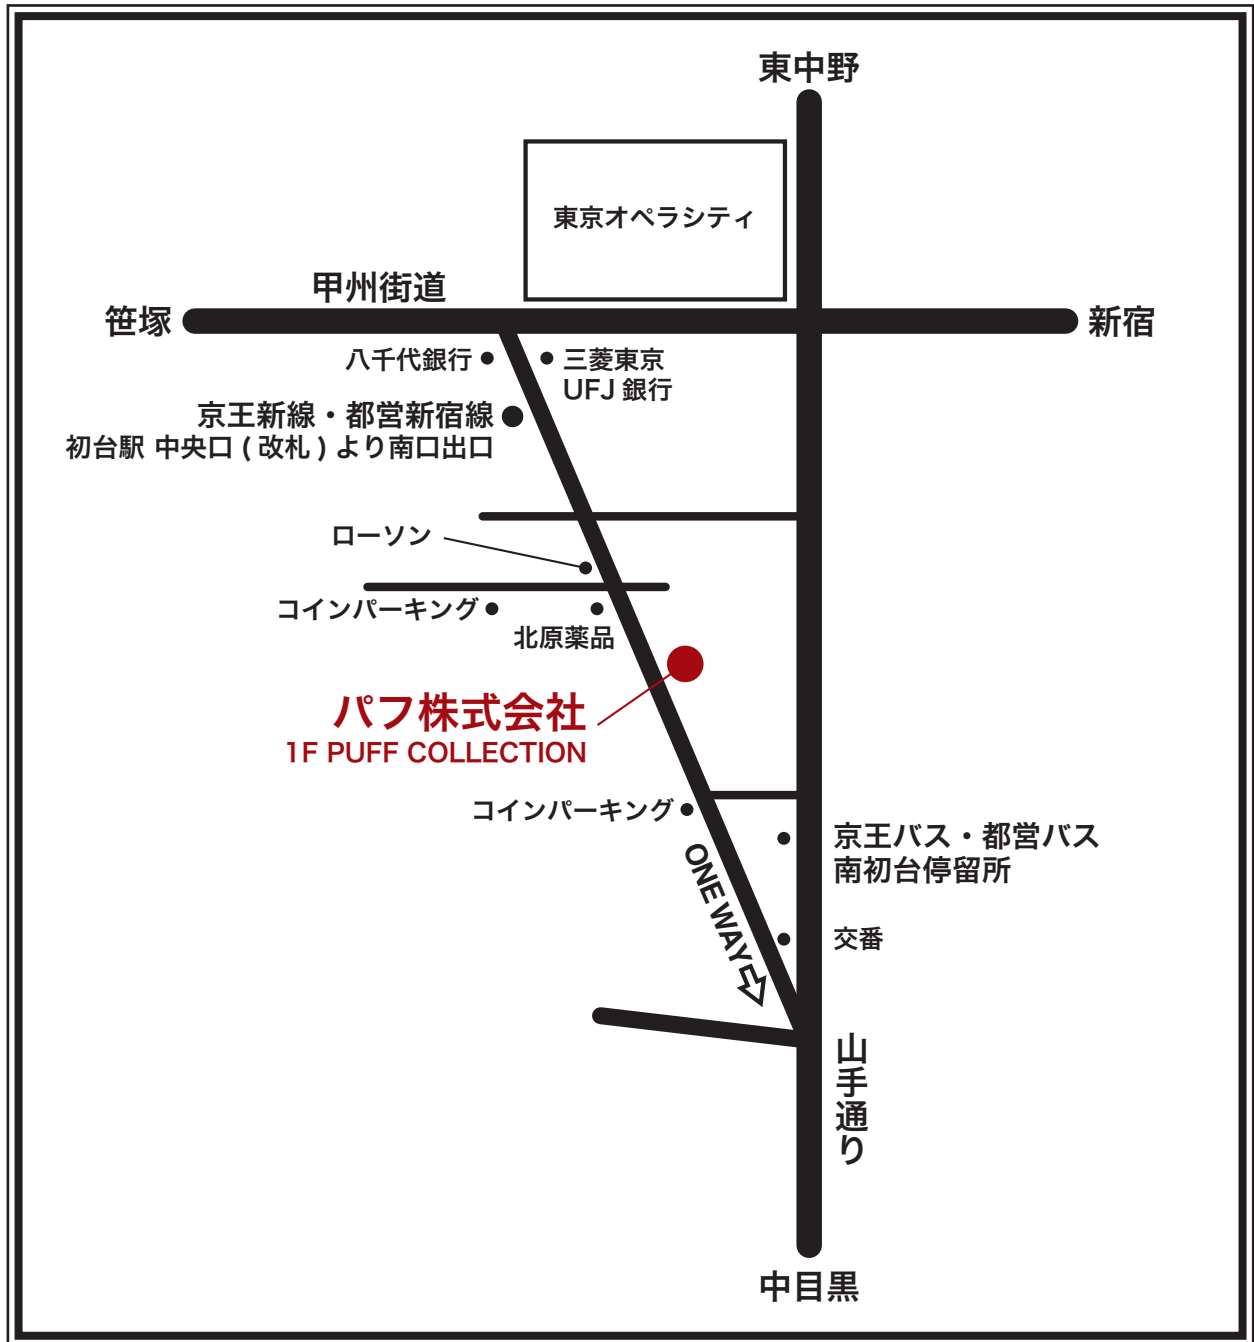 東中野
東京オペラシティ
甲州街道
笹塚
新宿
八千代銀行
三菱東京
UFJ 銀行
京王新線・都営新宿線
初台駅 中央口 ( 改札 ) より南口出口
ローソン
コインパーキング
北原薬品
パフ株式会社
1F PUFF COLLECTION
コインパーキング
京王バス・都営バス
南初台停留所
ONE WAY
交番
山手通り
中目黒